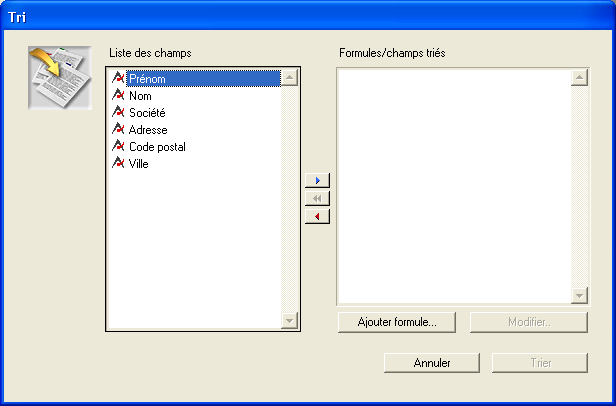 Tri
Liste des champs
Formules/champs triés
Prénom
Nom
Société
Adresse
Code postal
Ville
Ajouter formule...
Modifier..
Annuler
Trier